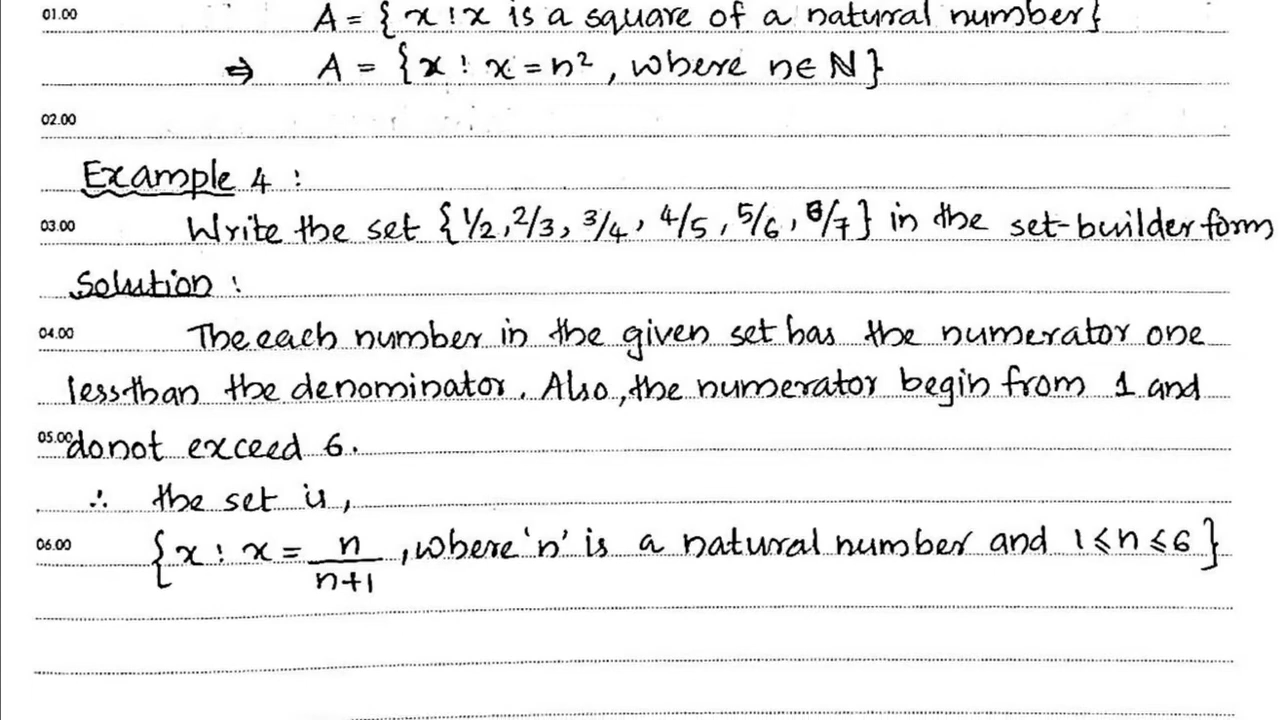 01.00 A = { x : x is a square of a natural number}
⇒ A = {x : x = n², where n ∈ ℕ}
02.00
Example 4 :
03.00 Write the set {1/2, 2/3, 3/4, 4/5, 5/6, 6/7} in the set-builder form
Solution :
04.00 The each number in the given set has the numerator one
less than the denominator. Also, the numerator begin from 1 and
05.00 do not exceed 6.
∴ the set is,
06.00 {x : x = n/n+1, where 'n' is a natural number and 1 ≤ n ≤ 6}